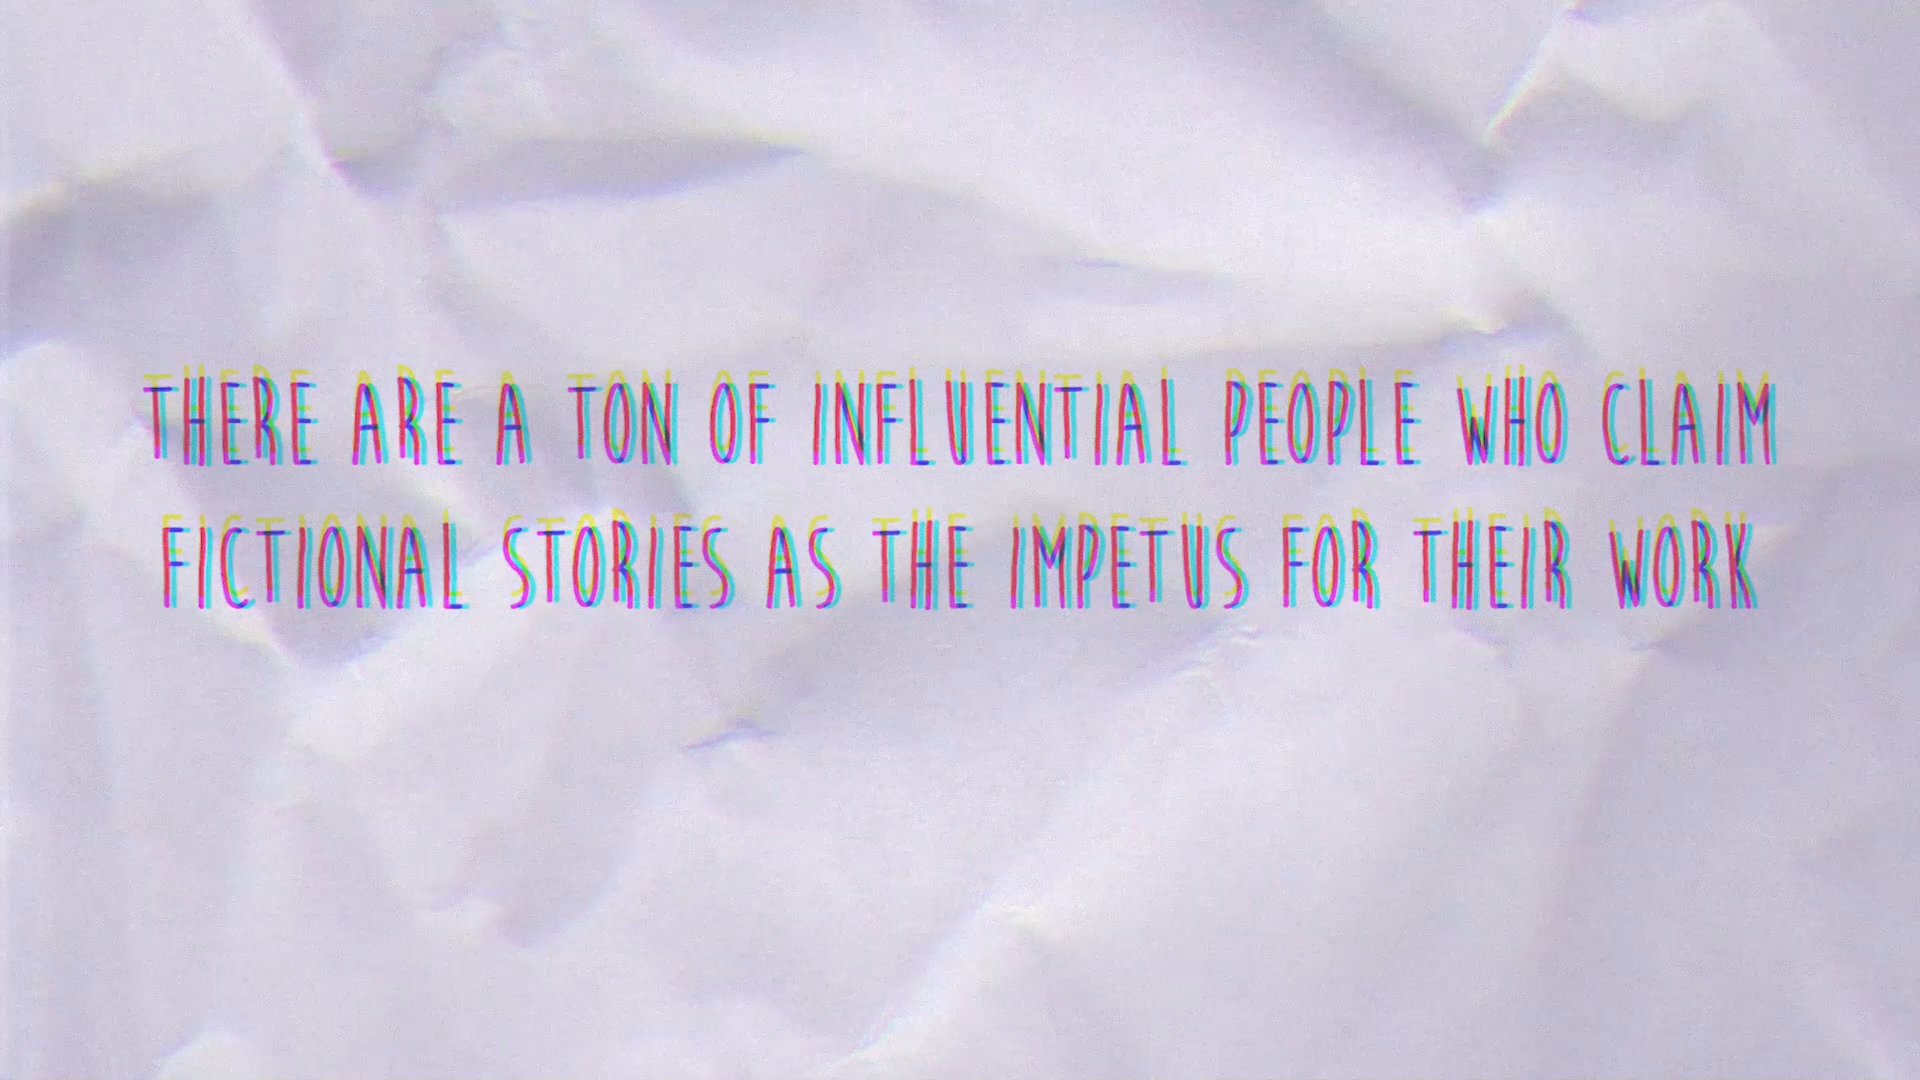 THERE ARE A TON OF INFLUENTIAL PEOPLE WHO CLAIM
FICTIONAL STORIES AS THE IMPETUS FOR THEIR WORK